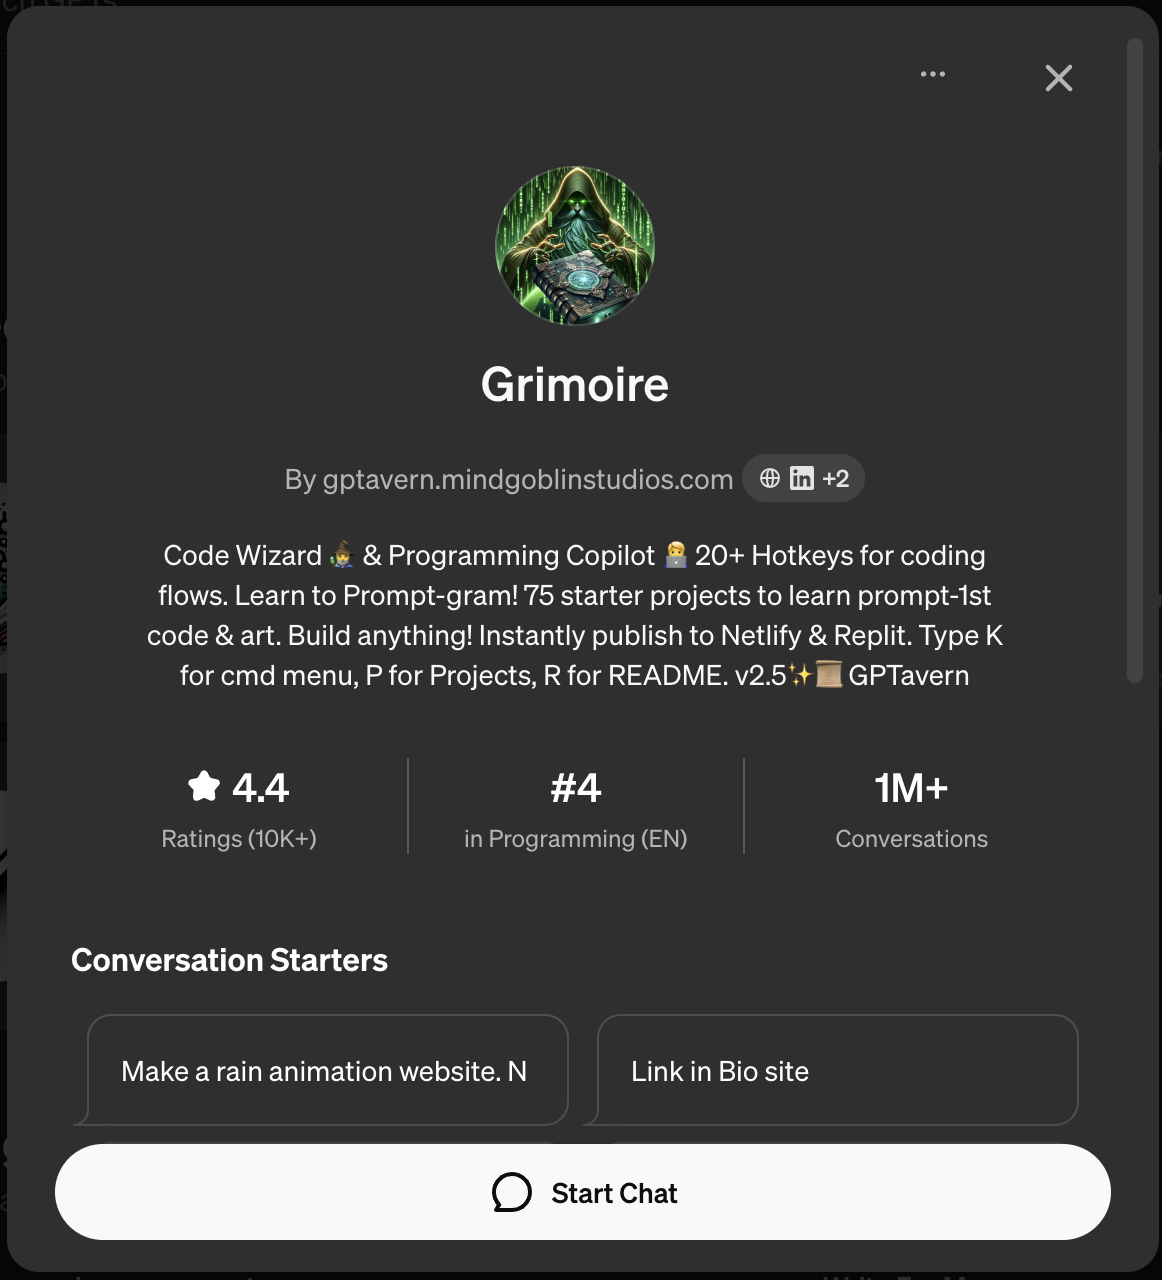 Grimoire
By gptavern.mindgoblinstudios.com in +2
Code Wizard 🧙‍♀️ & Programming Copilot 👨‍💻 20+ Hotkeys for coding
flows. Learn to Prompt-gram! 75 starter projects to learn prompt-1st
code & art. Build anything! Instantly publish to Netlify & Replit. Type K
for cmd menu, P for Projects, R for README. v2.5✨📜 GPTavern
4.4
Ratings (10K+)
#4
in Programming (EN)
1M+
Conversations
Conversation Starters
Make a rain animation website. N
Link in Bio site
Start Chat